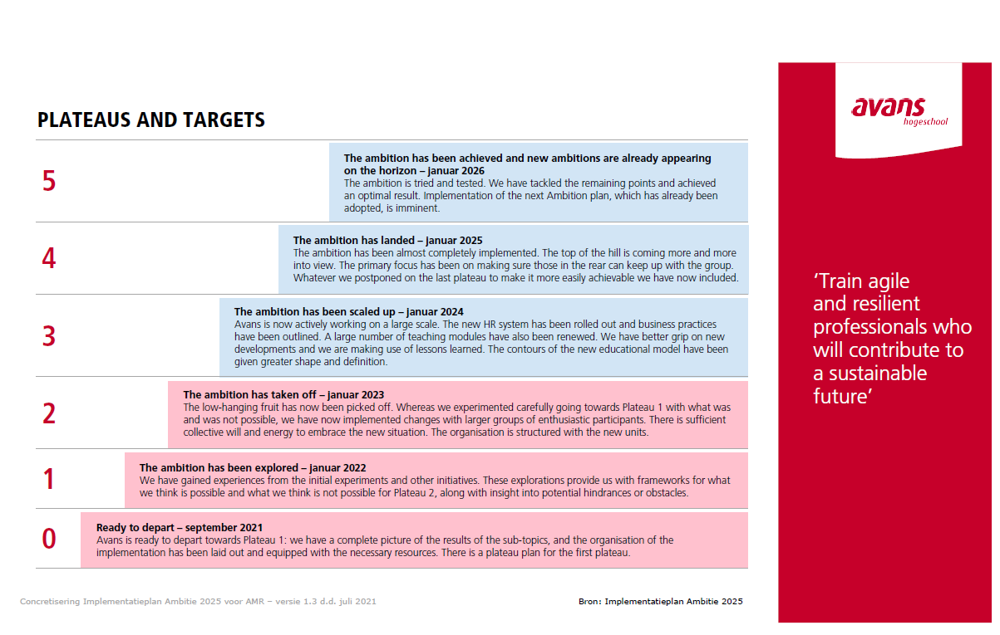 PLATEAUS AND TARGETS
5
The ambition has been achieved and new ambitions are already appearing
on the horizon – januar 2026
The ambition is tried and tested. We have tackled the remaining points and achieved
an optimal result. Implementation of the next Ambition plan, which has already been
adopted, is imminent.
4
The ambition has landed – januar 2025
The ambition has been almost completely implemented. The top of the hill is coming more and more
into view. The primary focus has been on making sure those in the rear can keep up with the group.
Whatever we postponed on the last plateau to make it more easily achievable we have now included.
3
The ambition has been scaled up – januar 2024
Avans is now actively working on a large scale. The new HR system has been rolled out and business practices
have been outlined. A large number of teaching modules have also been renewed. We have better grip on new
developments and we are making use of lessons learned. The contours of the new educational model have been
given greater shape and definition.
2
The ambition has taken off – januar 2023
The low-hanging fruit has now been picked off. Whereas we experimented carefully going towards Plateau 1 with what was
and was not possible, we have now implemented changes with larger groups of enthusiastic participants. There is sufficient
collective will and energy to embrace the new situation. The organisation is structured with the new units.
1
The ambition has been explored – januar 2022
We have gained experiences from the initial experiments and other initiatives. These explorations provide us with frameworks for what
we think is possible and what we think is not possible for Plateau 2, along with insight into potential hindrances or obstacles.
0
Ready to depart – september 2021
Avans is ready to depart towards Plateau 1: we have a complete picture of the results of the sub-topics, and the organisation of the
implementation has been laid out and equipped with the necessary resources. There is a plateau plan for the first plateau.
Concretisering Implementatieplan Ambitie 2025 voor AMR – versie 1.3 d.d. juli 2021
Bron: Implementatieplan Ambitie 2025
avans
hogeschool
‘Train agile
and resilient
professionals who
will contribute to
a sustainable
future’